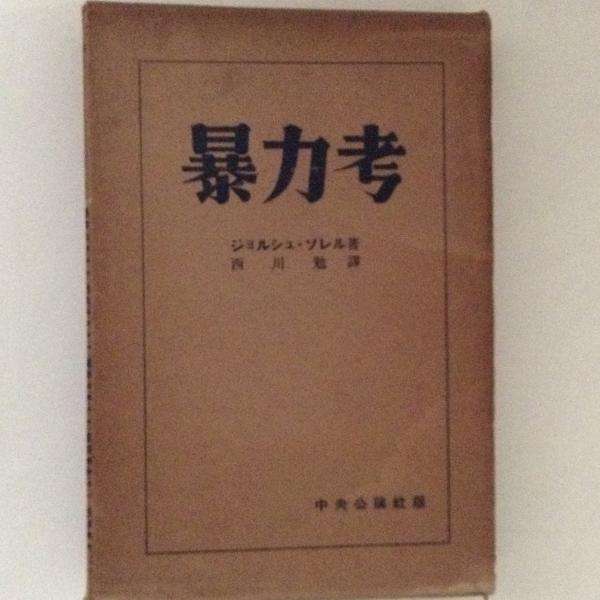 暴力考
ジョルシュ・ソレル著
西川勉譯
中央公論社版